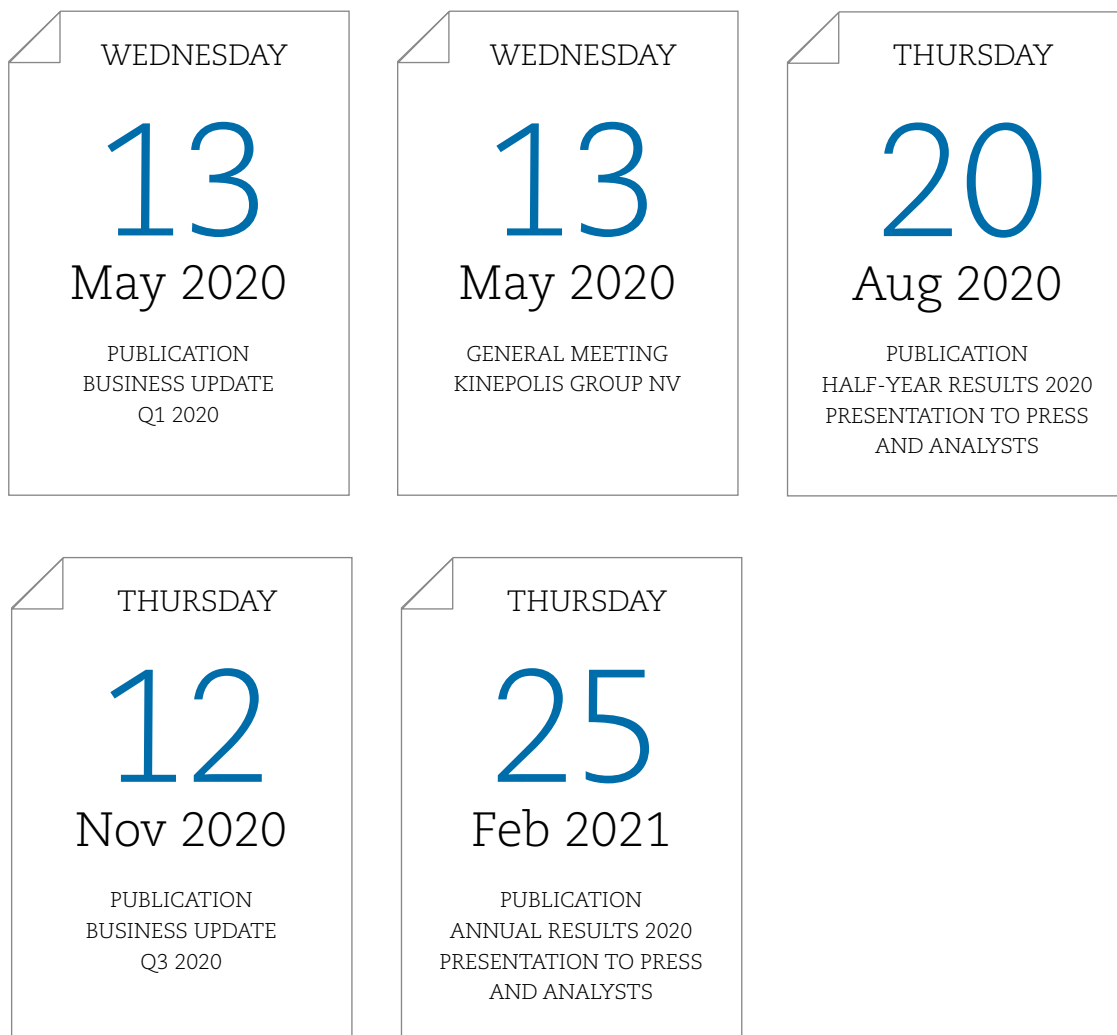 WEDNESDAY
13
May 2020
PUBLICATION
BUSINESS UPDATE
Q1 2020
WEDNESDAY
13
May 2020
GENERAL MEETING
KINEPOLIS GROUP NV
THURSDAY
20
Aug 2020
PUBLICATION
HALF-YEAR RESULTS 2020
PRESENTATION TO PRESS
AND ANALYSTS
THURSDAY
12
Nov 2020
PUBLICATION
BUSINESS UPDATE
Q3 2020
THURSDAY
25
Feb 2021
PUBLICATION
ANNUAL RESULTS 2020
PRESENTATION TO PRESS
AND ANALYSTS